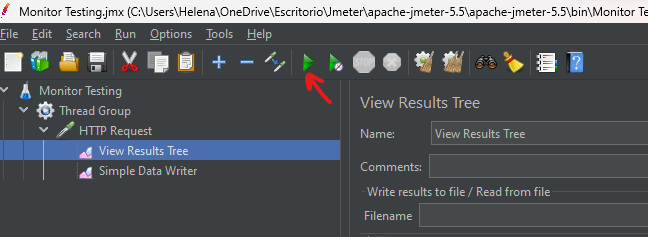 Monitor Testing.jmx (C:\Users\Helena\OneDrive\Escritorio\Jmeter\apache-jmeter-5.5\apache-jmeter-5.5\bin\Monitor Te
File Edit Search Run Options Tools Help
STOP
Monitor Testing
Thread Group
HTTP Request
View Results Tree
Simple Data Writer
View Results Tree
Name: View Results Tree
Comments:
Write results to file / Read from file
Filename